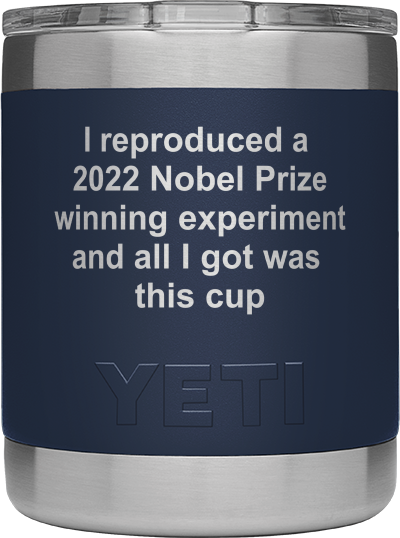 I reproduced a
2022 Nobel Prize
winning experiment
and all I got was
this cup
YETI